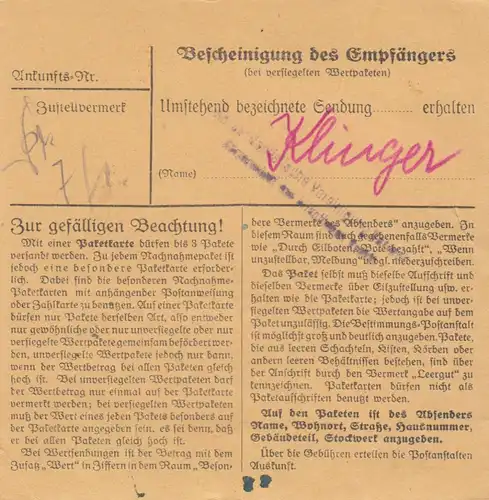 Bescheinigung des Empfängers
(bei versiegelten Wertpaketen)
Ankunfts-Nr.
Zustellvermerk
Umstehend bezeichnete Sendung.......... erhalten
Klinger
(Name)
Zur gefälligen Beachtung!
Mit einer Paketkarte dürfen bis 3 Pakete
versandt werden. Zu jedem Nachnahmepaket ist
jedoch eine besondere Paketkarte erforder-
lich. Dabei sind die besonderen Nachnahme-
Paketkarten mit anhängender Postanweisung
oder Zahlkarte zu benützen. Auf einer Paketkarte
dürfen nur Pakete derselben Art, also entweder
nur gewöhnliche oder nur unversiegelte oder nur
versiegelte Wertpakete gemeinsam befördert wer-
den, unversiegelte Wertpakete jedoch nur dann,
wenn der Wertbetrag bei allen Paketen gleich
hoch ist. Bei unversiegelten Wertpaketen darf
der Wertbetrag nur einmal auf der Paketkarte
vermerkt werden; bei versiegelten Wertpaketen
muß der Wert eines jeden Pakets besonders auf
der Paketkarte angegeben sein, es sei denn, daß
er bei allen Paketen gleich hoch ist.
Bei Wertsendungen ist der Betrag mit dem
Zusatz „Wert" in Ziffern in dem Raum „Beson-
dere Vermerke des Absenders" anzugeben. In
diesem Raum sind auch gegebenenfalls Vermerke
wie „Durch Eilboten, Bote bezahlt", „Wenn
unzustellbar, Meldung" u dgl. niederzuschreiben.
Das Paket selbst muß dieselbe Aufschrift und
dieselben Vermerke über Eilzustellung usw. er-
halten wie die Paketkarte; jedoch ist bei unver-
siegelten Wertpaketen die Wertangabe auf dem
Paket unzulässig. Die Bestimmungs-Postanstalt
ist möglichst groß und deutlich anzugeben. Pakete,
die aus leeren Schachteln, Kisten, Körben oder
andern leeren Behältnissen bestehen, sind über
der Anschrift durch den Vermerk „Leergut" zu
kennzeichnen. Paketkarten dürfen nicht als
Paketaufschriften benutzt werden.
Auf den Paketen ist des Absenders
Name, Wohnort, Straße, Hausnummer,
Gebäudeteil, Stockwerk anzugeben.
Über die Gebühren erteilen die Postanstalten
Auskunft.